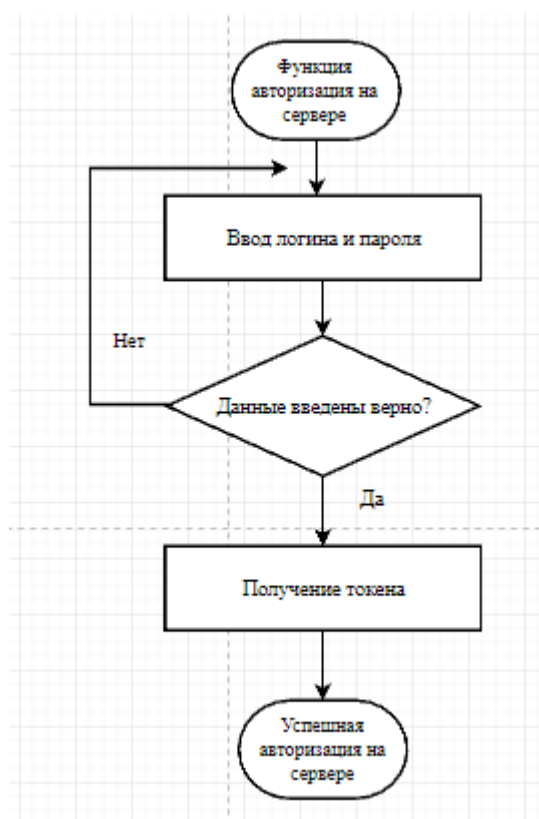 Функция
авторизация на
сервере
Ввод логина и пароля
Нет
Данные введены верно?
Да
Получение токена
Успешная
авторизация на
сервере